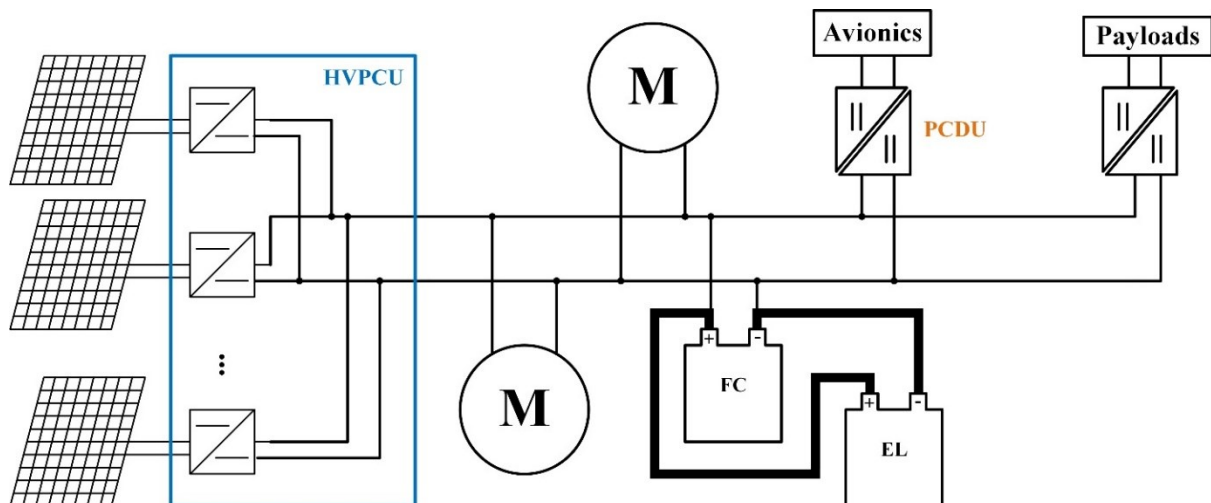 Avionics
Payloads
HVPCU
M
PCDU
...
+
-
FC
M
+
-
EL